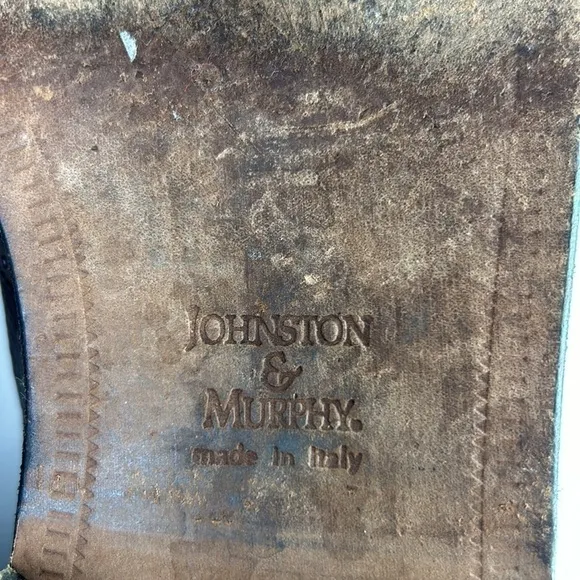 JOHNSTON
&
MURPHY.
made in Italy